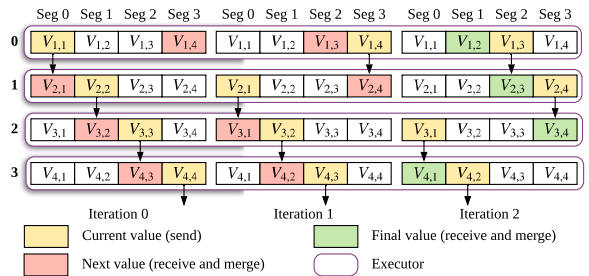 Seg 0 Seg 1 Seg 2 Seg 3 Seg 0 Seg 1 Seg 2 Seg 3 Seg 0 Seg 1 Seg 2 Seg 3
0 V1,1 V1,2 V1,3 V1,4 V1,1 V1,2 V1,3 V1,4 V1,1 V1,2 V1,3 V1,4
1 V2,1 V2,2 V2,3 V2,4 V2,1 V2,2 V2,3 V2,4 V2,1 V2,2 V2,3 V2,4
2 V3,1 V3,2 V3,3 V3,4 V3,1 V3,2 V3,3 V3,4 V3,1 V3,2 V3,3 V3,4
3 V4,1 V4,2 V4,3 V4,4 V4,1 V4,2 V4,3 V4,4 V4,1 V4,2 V4,3 V4,4
Iteration 0 Iteration 1 Iteration 2
Current value (send) Final value (receive and merge)
Next value (receive and merge) Executor